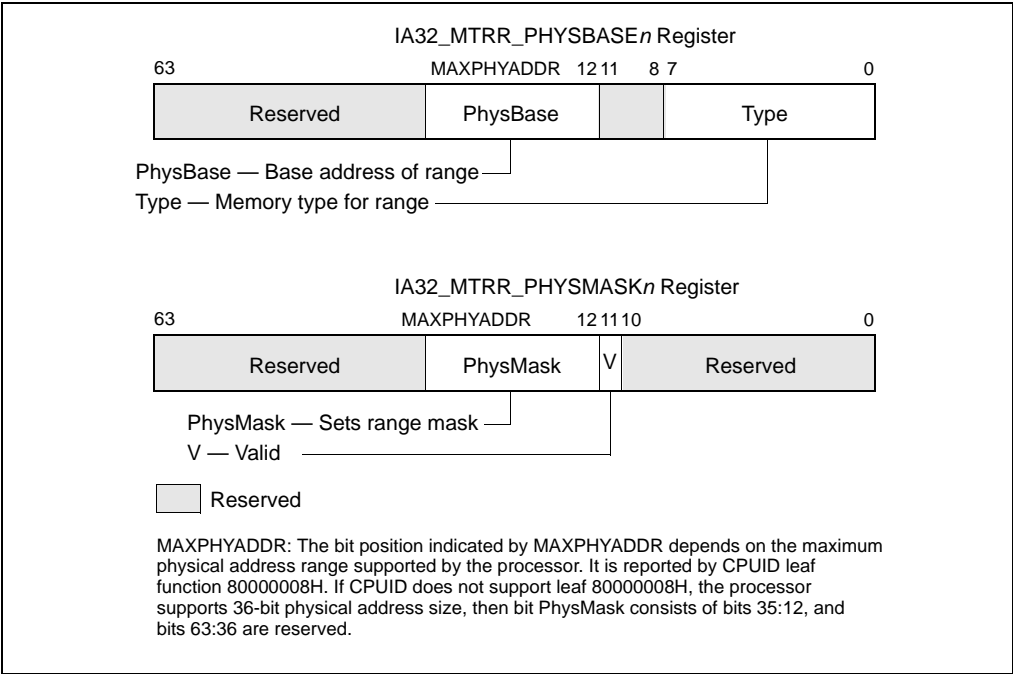 IA32_MTRR_PHYSBASEn Register
63 MAXPHYADDR 12 11 8 7 0
Reserved PhysBase Type
PhysBase — Base address of range
Type — Memory type for range
IA32_MTRR_PHYSMASKn Register
63 MAXPHYADDR 12 11 10 0
Reserved PhysMask V Reserved
PhysMask — Sets range mask
V — Valid
Reserved
MAXPHYADDR: The bit position indicated by MAXPHYADDR depends on the maximum
physical address range supported by the processor. It is reported by CPUID leaf
function 80000008H. If CPUID does not support leaf 80000008H, the processor
supports 36-bit physical address size, then bit PhysMask consists of bits 35:12, and
bits 63:36 are reserved.